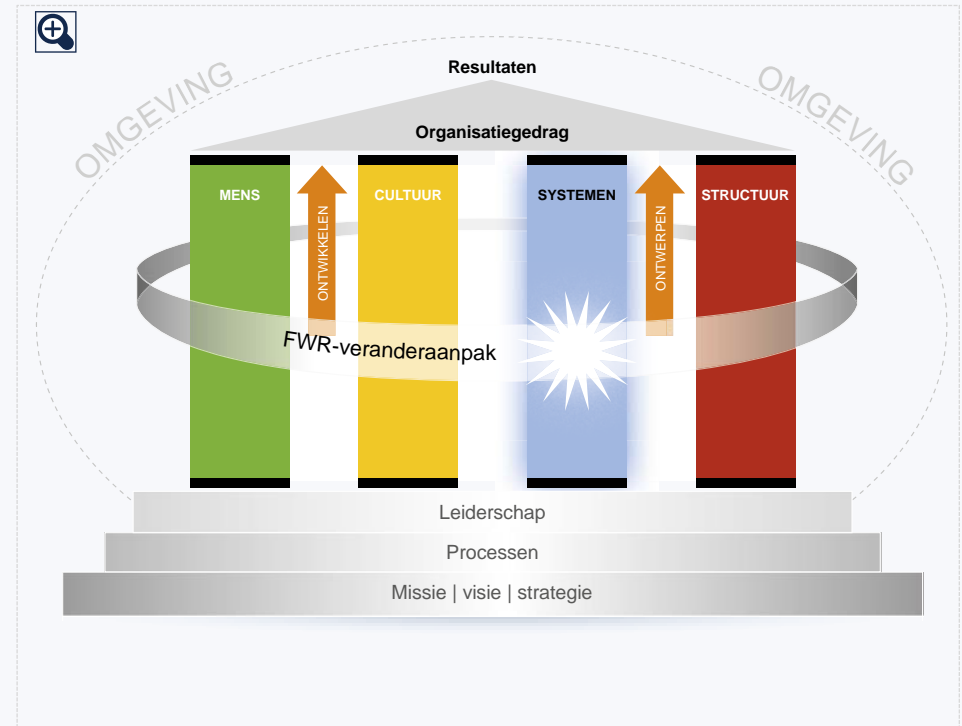 Resultaten
OMGEVING
OMGEVING
Organisatiegedrag
MENS
CULTUUR
SYSTEMEN
STRUCTUUR
ONTWIKKELEN
ONTWERPEN
FWR-veranderaanpak
Leiderschap
Processen
Missie | visie | strategie